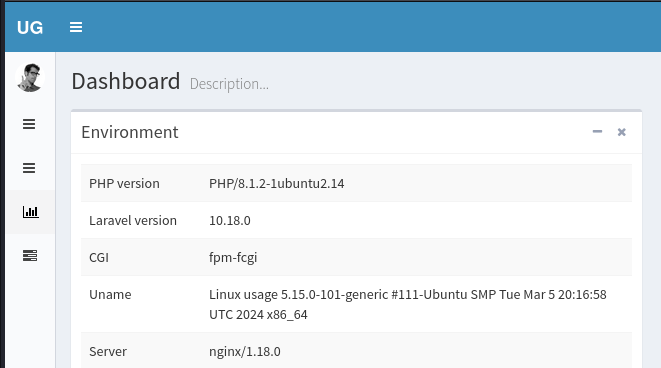 UG
Dashboard Description...
Environment
PHP version PHP/8.1.2-1ubuntu2.14
Laravel version 10.18.0
CGI fpm-fcgi
Uname Linux usage 5.15.0-101-generic #111-Ubuntu SMP Tue Mar 5 20:16:58
UTC 2024 x86_64
Server nginx/1.18.0